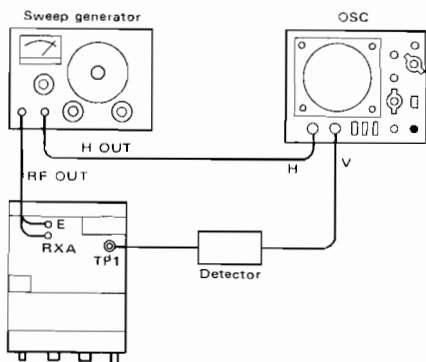 Sweep generator
OSC
H OUT
H
V
RF OUT
E
RXA
TP1
Detector